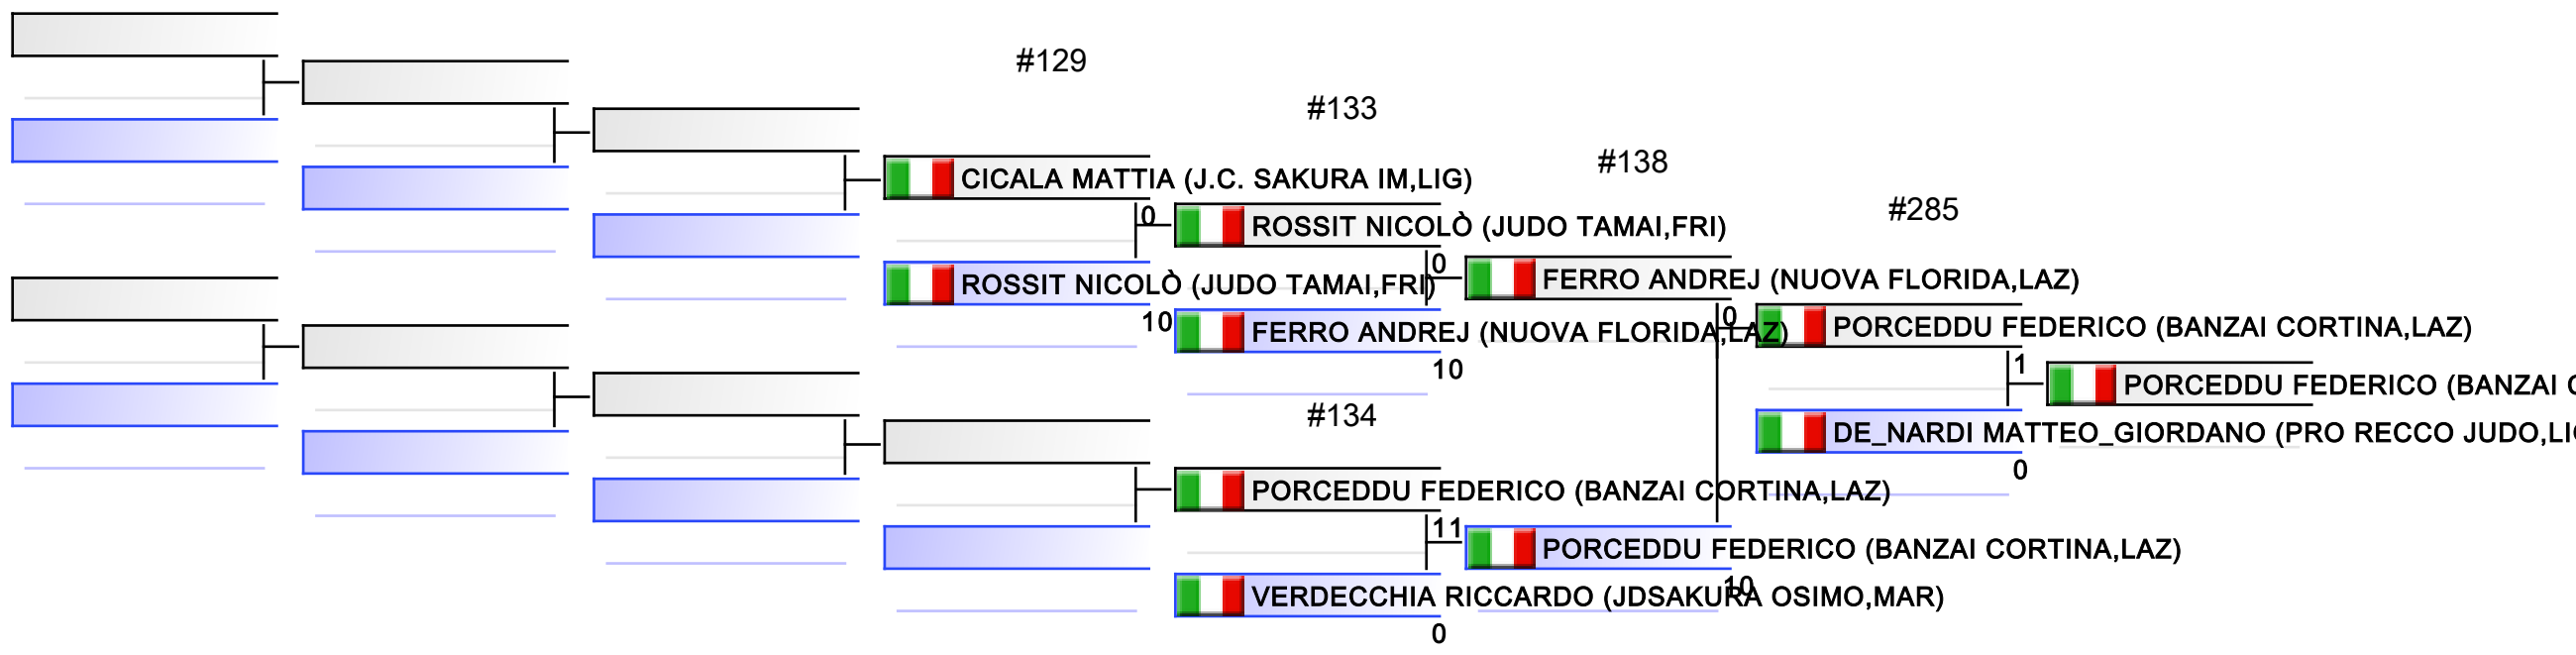 #129
#133
#138
CICALA MATTIA (J.C. SAKURA IM,LIG)
#285
0
ROSSIT NICOLÒ (JUDO TAMAI,FRI)
0
FERRO ANDREJ (NUOVA FLORIDA,LAZ)
ROSSIT NICOLÒ (JUDO TAMAI,FRI)
10
0
PORCEDDU FEDERICO (BANZAI CORTINA,LAZ)
FERRO ANDREJ (NUOVA FLORIDA,LAZ)
10
1
PORCEDDU FEDERICO (BANZAI
#134
DE_NARDI MATTEO_GIORDANO (PRO RECCO JUDO,
0
PORCEDDU FEDERICO (BANZAI CORTINA,LAZ)
11
PORCEDDU FEDERICO (BANZAI CORTINA,LAZ)
10
VERDECCHIA RICCARDO (JDSAKURA OSIMO,MAR)
0